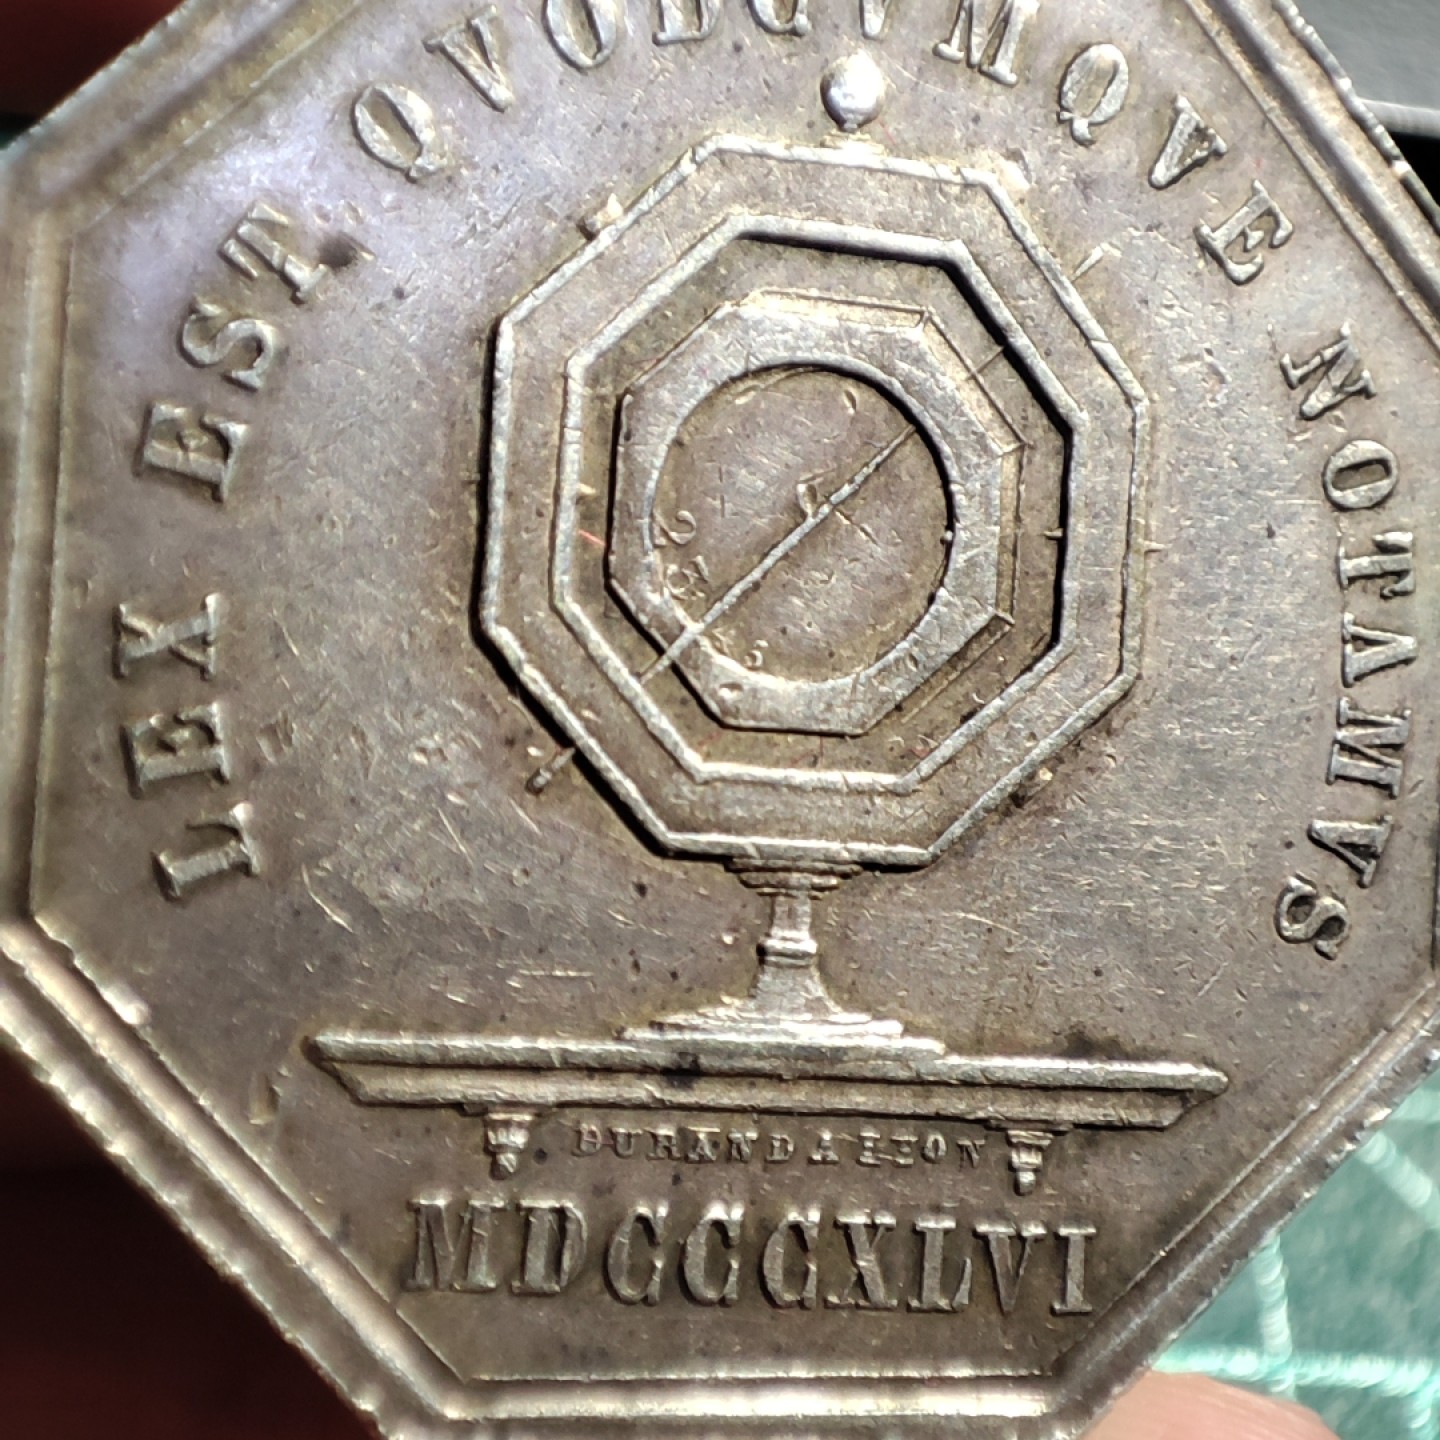 LEX EST QVODCVMQVE NOTAMVS
DURAND A LYON
MDCCCXLVI